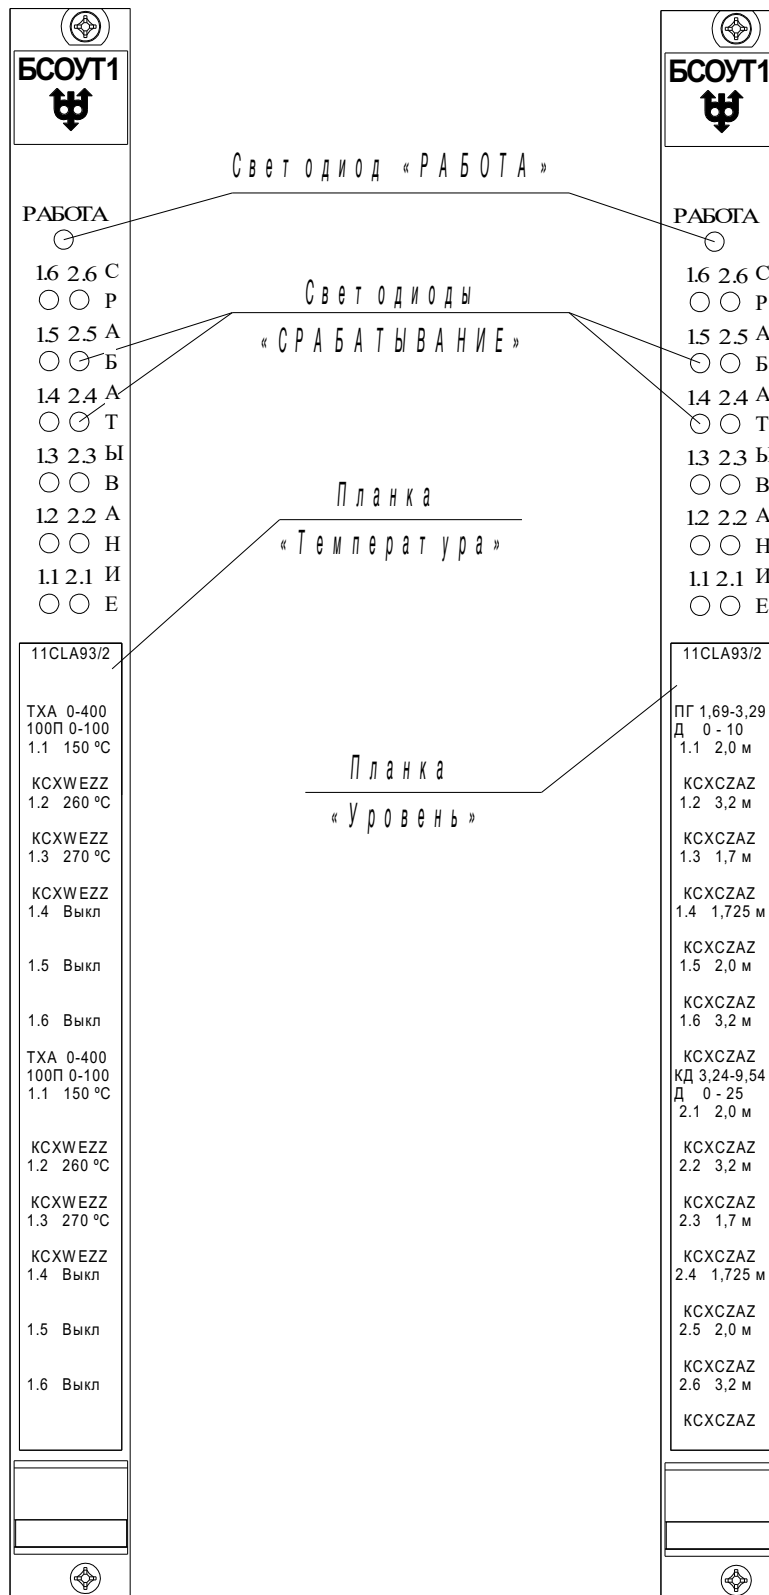 БСОУТ1
РАБОТА
1.6 2.6 С
Р
1.5 2.5 А
Б
1.4 2.4 А
Т
1.3 2.3 Ы
В
1.2 2.2 А
Н
1.1 2.1 И
Е
11CLA93/2
ТХА 0-400
100П 0-100
1.1 150 ºC
KCXWEZZ
1.2 260 ºC
KCXWEZZ
1.3 270 ºC
KCXWEZZ
1.4 Выкл
1.5 Выкл
1.6 Выкл
ТХА 0-400
100П 0-100
1.1 150 ºC
KCXWEZZ
1.2 260 ºC
KCXWEZZ
1.3 270 ºC
KCXWEZZ
1.4 Выкл
1.5 Выкл
1.6 Выкл
Светодиод «РАБОТА»
Светодиоды
«СРАБАТЫВАНИЕ»
Планка
«Температура»
Планка
«Уровень»
БСОУТ1
РАБОТА
1.6 2.6 С
Р
1.5 2.5 А
Б
1.4 2.4 А
Т
1.3 2.3 Ы
В
1.2 2.2 А
Н
1.1 2.1 И
Е
11CLA93/2
ПГ 1,69-3,29
Д 0 - 10
1.1 2,0 м
KCXCZAZ
1.2 3,2 м
KCXCZAZ
1.3 1,7 м
KCXCZAZ
1.4 1,725 м
KCXCZAZ
1.5 2,0 м
KCXCZAZ
1.6 3,2 м
KCXCZAZ
КД 3,24-9,54
Д 0 - 25
2.1 2,0 м
KCXCZAZ
2.2 3,2 м
KCXCZAZ
2.3 1,7 м
KCXCZAZ
2.4 1,725 м
KCXCZAZ
2.5 2,0 м
KCXCZAZ
2.6 3,2 м
KCXCZAZ